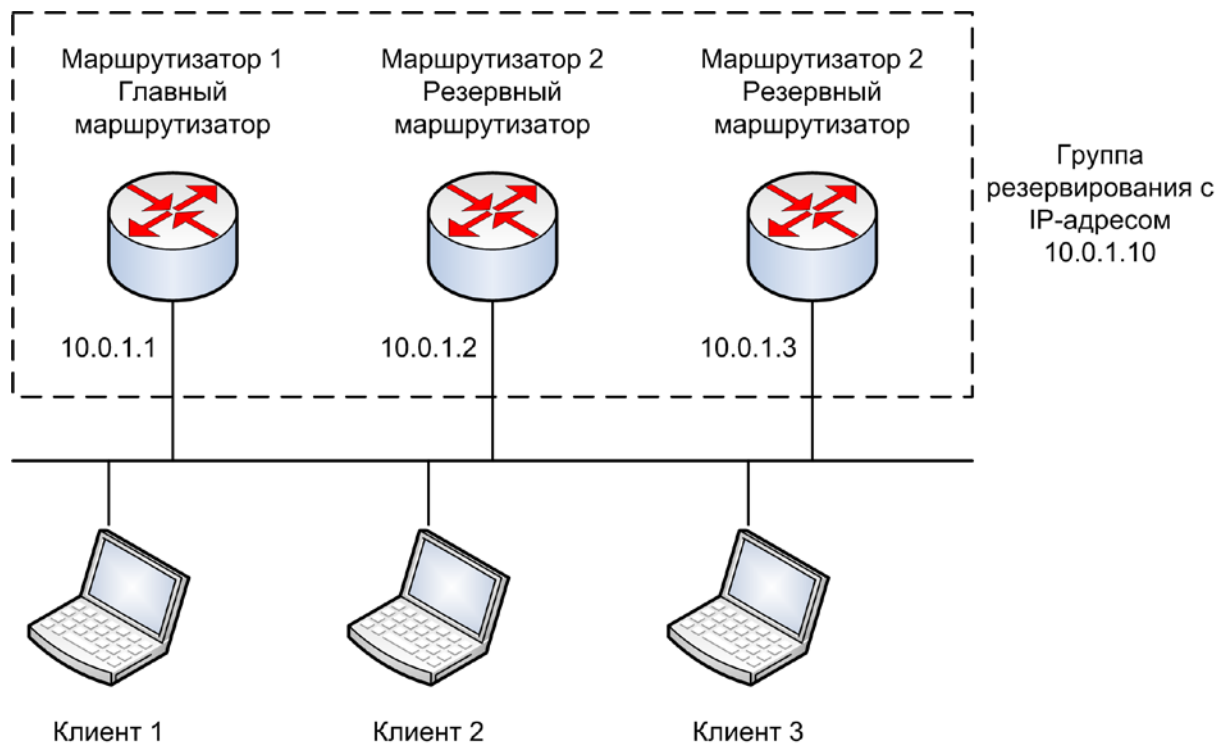 Маршрутизатор 1
Главный
маршрутизатор
Маршрутизатор 2
Резервный
маршрутизатор
Маршрутизатор 2
Резервный
маршрутизатор
Группа
резервирования с
IP-адресом
10.0.1.10
10.0.1.1
10.0.1.2
10.0.1.3
Клиент 1
Клиент 2
Клиент 3